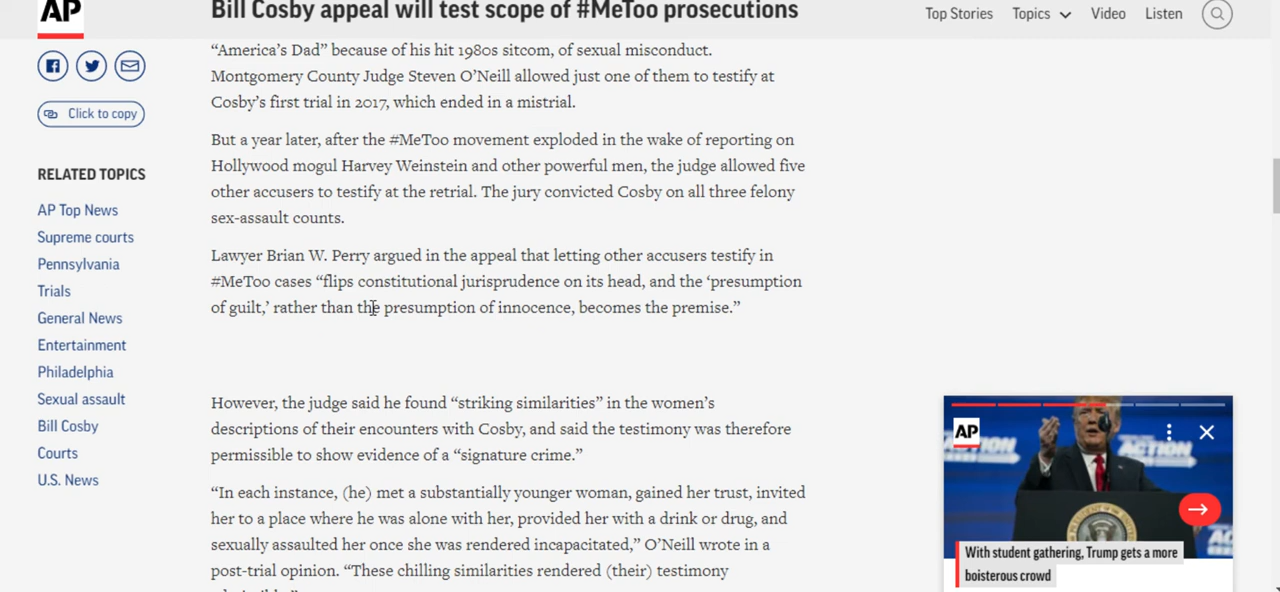 AP
Bill Cosby appeal will test scope of #MeToo prosecutions
Top Stories
Topics
Video
Listen
“America’s Dad” because of his hit 1980s sitcom, of sexual misconduct.
Montgomery County Judge Steven O’Neill allowed just one of them to testify at
Cosby’s first trial in 2017, which ended in a mistrial.
Click to copy
But a year later, after the #MeToo movement exploded in the wake of reporting on
Hollywood mogul Harvey Weinstein and other powerful men, the judge allowed five
other accusers to testify at the retrial. The jury convicted Cosby on all three felony
sex-assault counts.
RELATED TOPICS
AP Top News
Supreme courts
Pennsylvania
Trials
General News
Entertainment
Philadelphia
Sexual assault
Bill Cosby
Courts
U.S. News
Lawyer Brian W. Perry argued in the appeal that letting other accusers testify in
#MeToo cases “flips constitutional jurisprudence on its head, and the ‘presumption
of guilt,’ rather than the presumption of innocence, becomes the premise.”
However, the judge said he found “striking similarities” in the women’s
descriptions of their encounters with Cosby, and said the testimony was therefore
permissible to show evidence of a “signature crime.”
“In each instance, (he) met a substantially younger woman, gained her trust, invited
her to a place where he was alone with her, provided her with a drink or drug, and
sexually assaulted her once she was rendered incapacitated,” O’Neill wrote in a
post-trial opinion. “These chilling similarities rendered (their) testimony
AP
ACTION
With student gathering, Trump gets a more
boisterous crowd